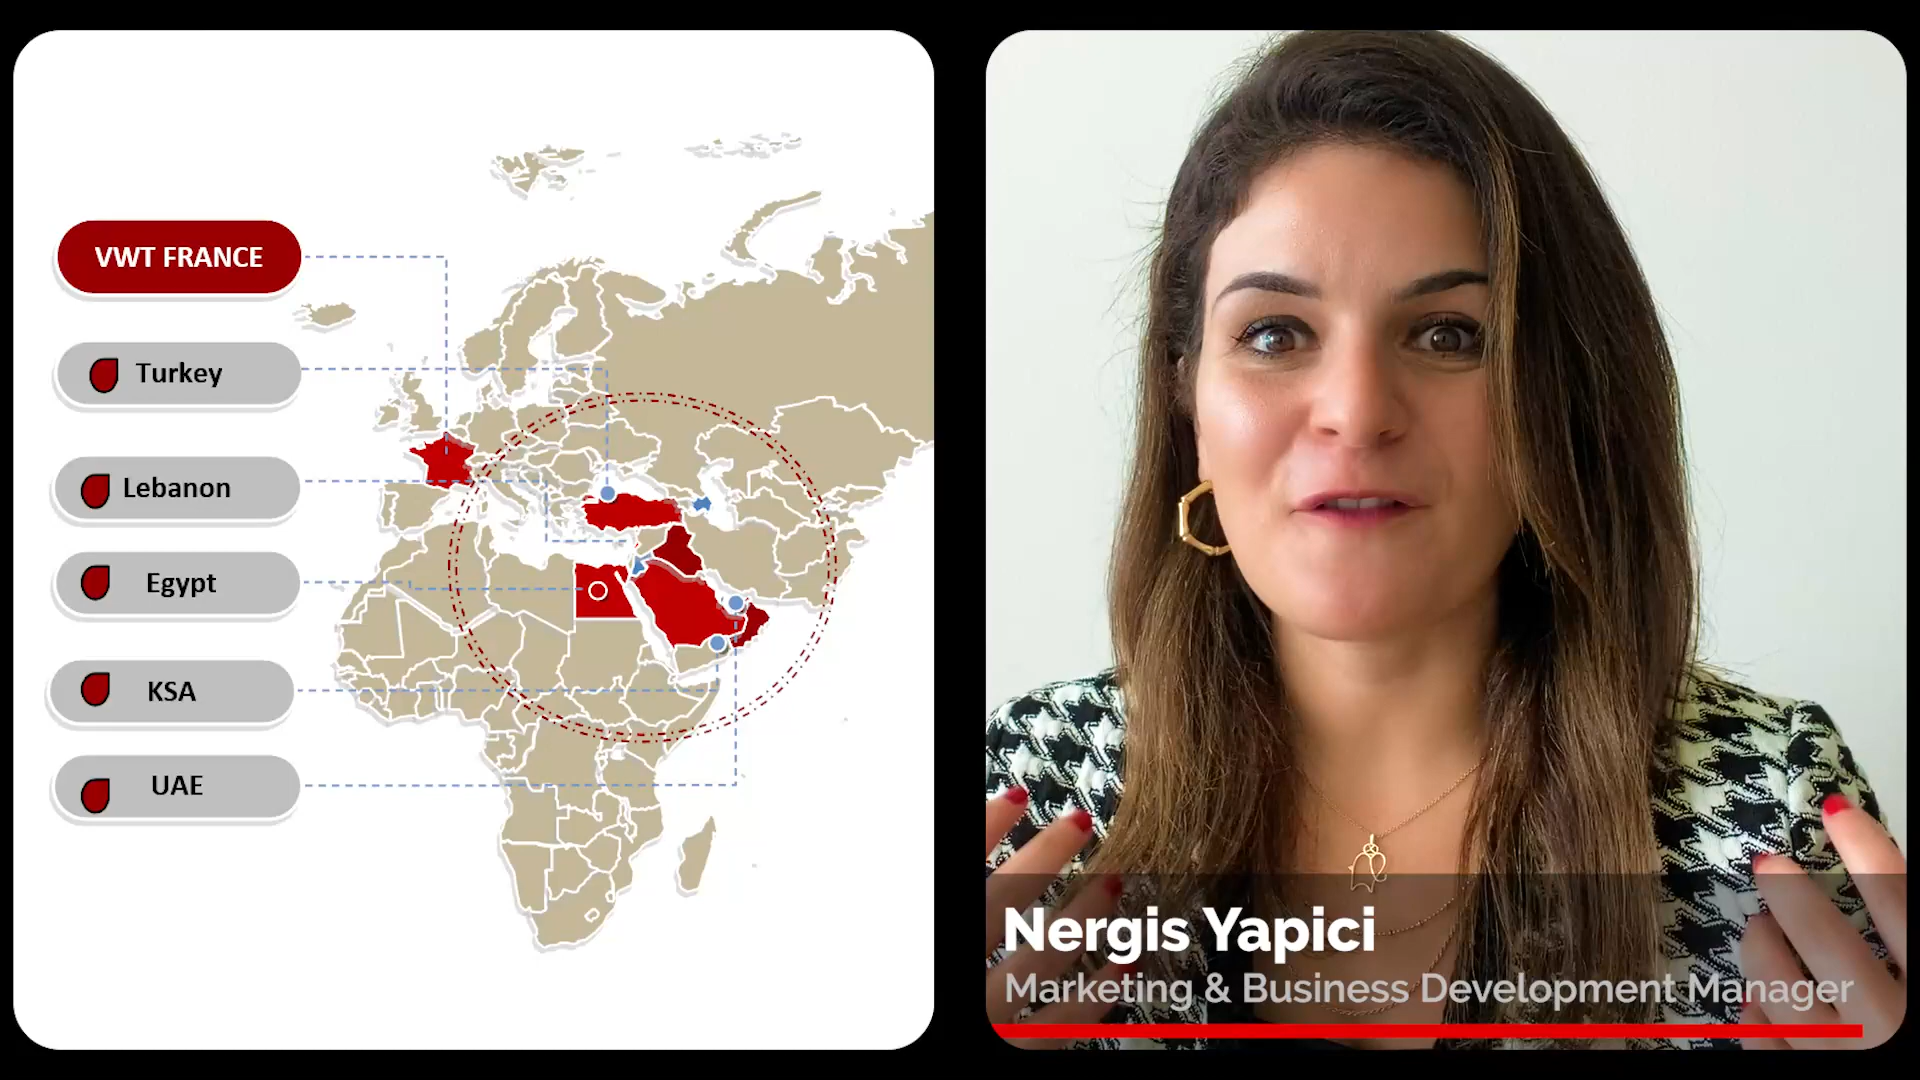 VWT FRANCE
Turkey
Lebanon
Egypt
KSA
UAE
Nergis Yapici
Marketing & Business Development Manager